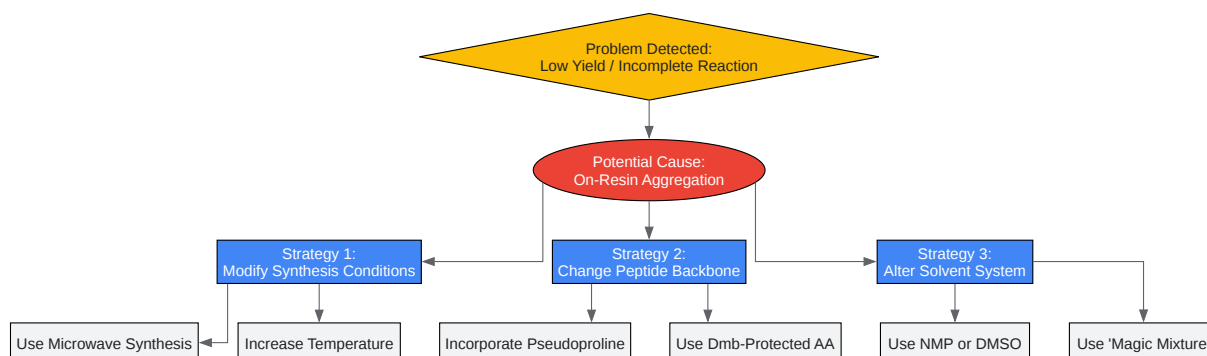 Problem Detected:
Low Yield / Incomplete Reaction
Potential Cause:
On-Resin Aggregation
Strategy 1:
Modify Synthesis Conditions
Strategy 2:
Change Peptide Backbone
Strategy 3:
Alter Solvent System
Use Microwave Synthesis
Increase Temperature
Incorporate Pseudoproline
Use Dmb-Protected AA
Use NMP or DMSO
Use 'Magic Mixture